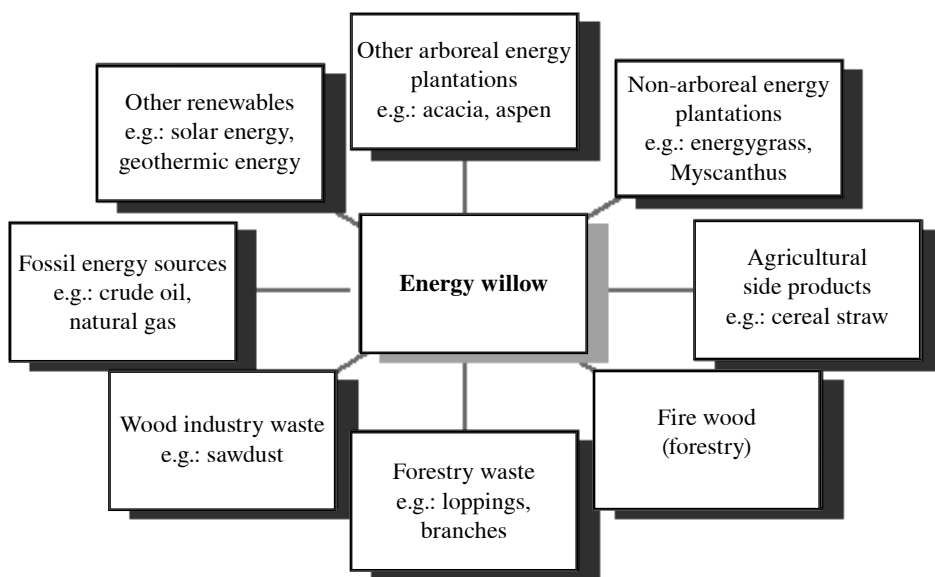 Other arboreal energy
plantations
e.g.: acacia, aspen
Non-arboreal energy
plantations
e.g.: energygrass,
Myscanthus
Other renewables
e.g.: solar energy,
geothermic energy
Fossil energy sources
e.g.: crude oil,
natural gas
Energy willow
Agricultural
side products
e.g.: cereal straw
Wood industry waste
e.g.: sawdust
Forestry waste
e.g.: loppings,
branches
Fire wood
(forestry)